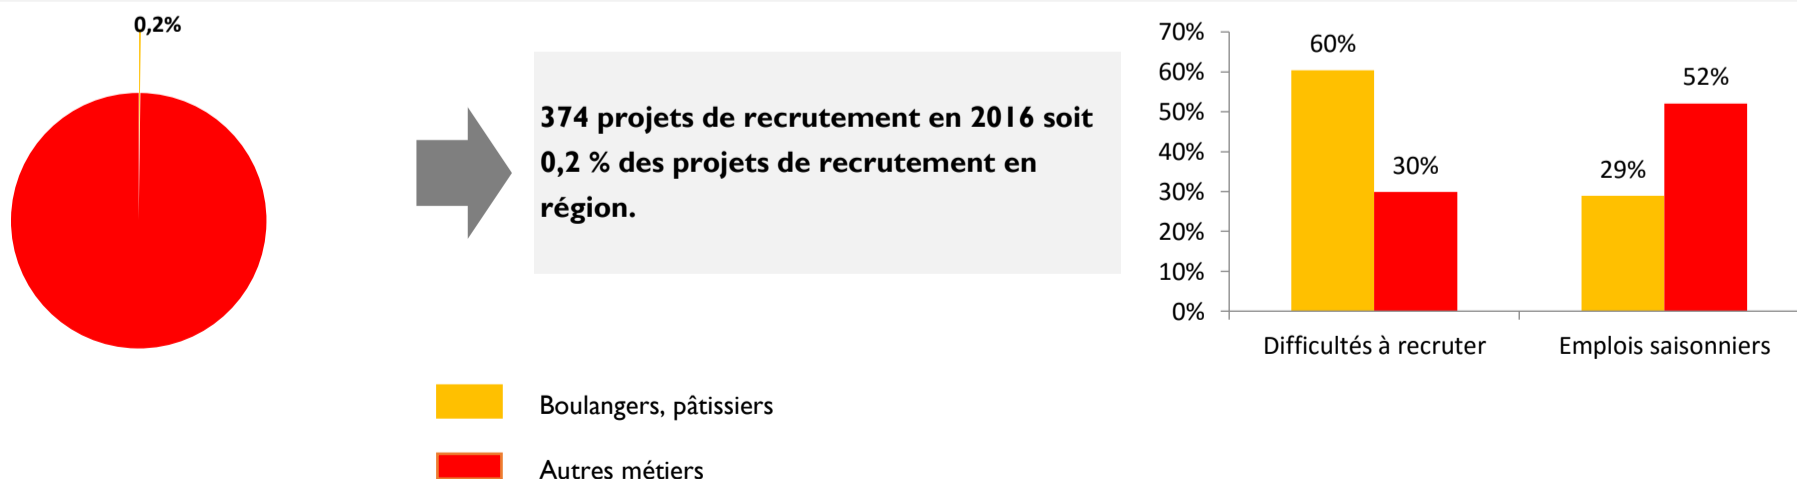 0,2%
374 projets de recrutement en 2016 soit
0,2 % des projets de recrutement en
région.
70%
60%
50%
40%
30%
20%
10%
0%
60%
30%
29%
52%
Difficultés à recruter
Emplois saisonniers
Boulangers, pâtissiers
Autres métiers